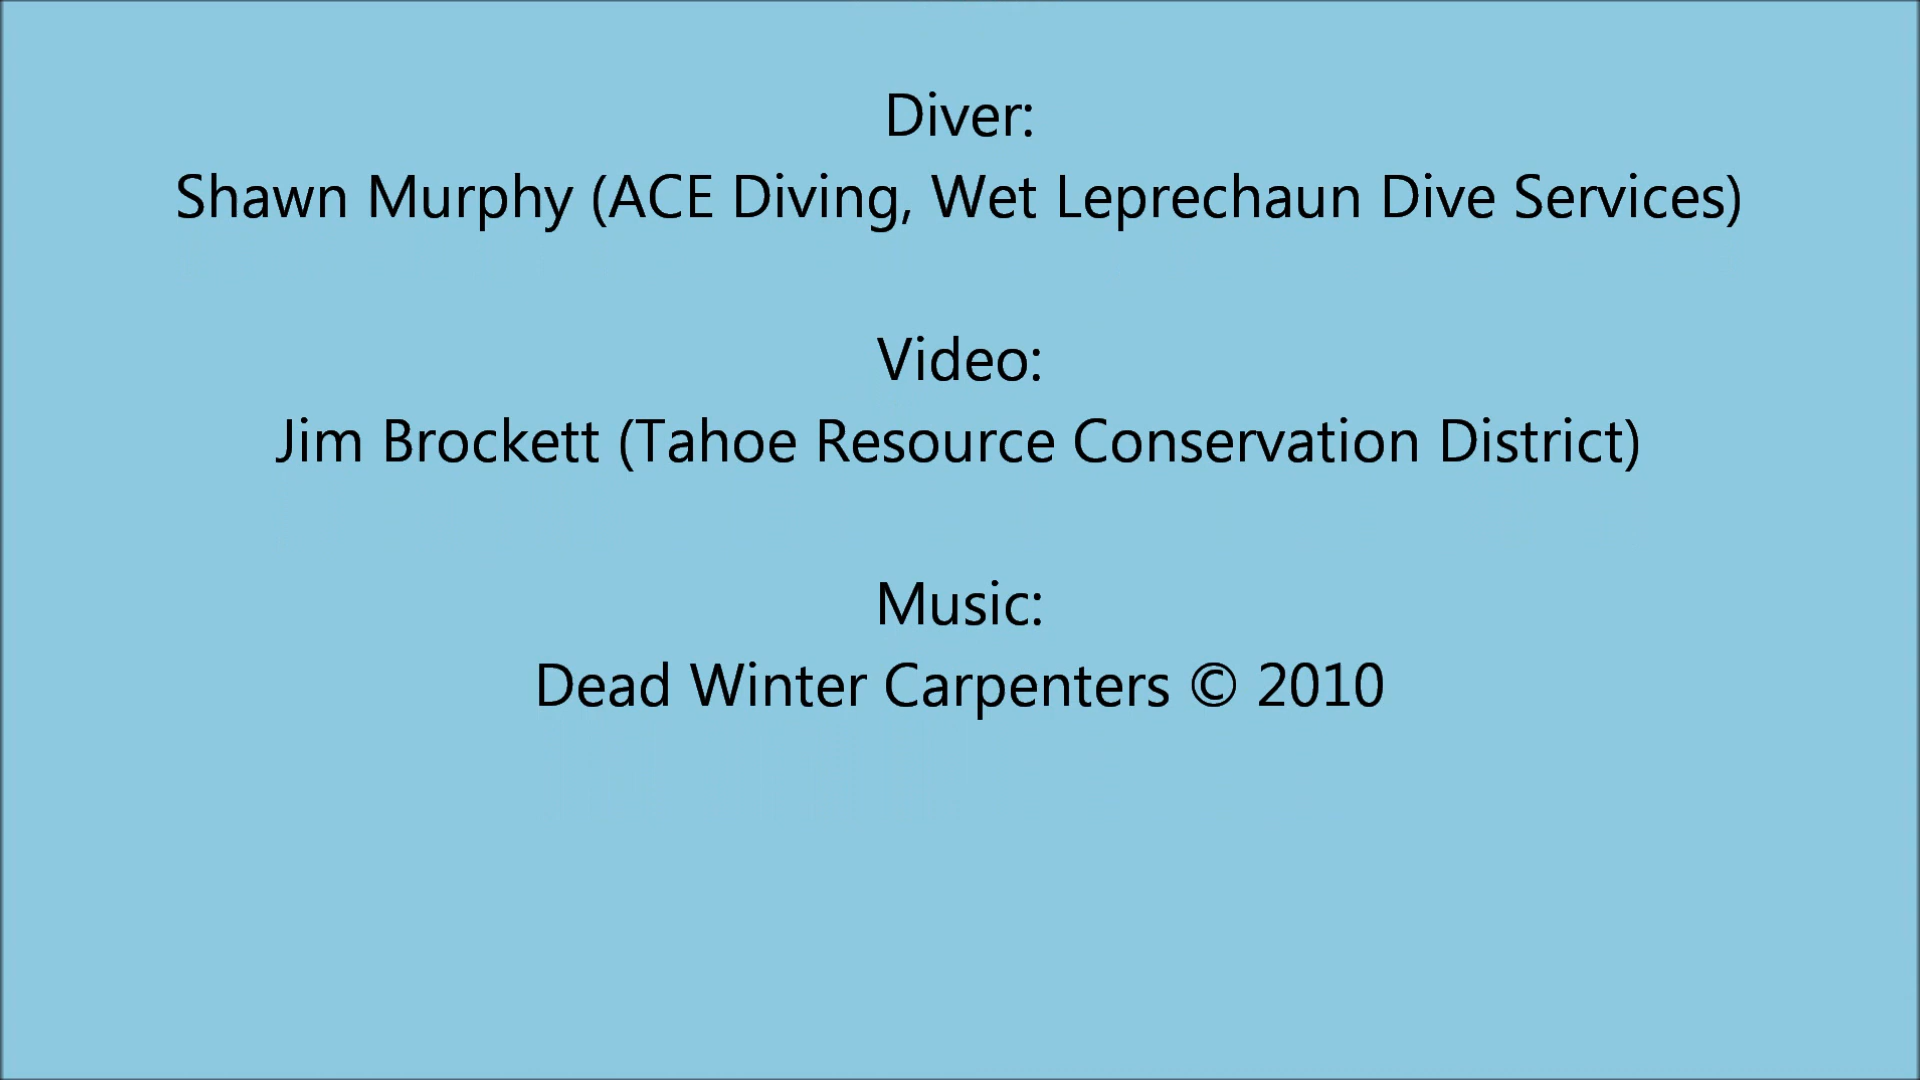 Diver:
Shawn Murphy (ACE Diving, Wet Leprechaun Dive Services)
Video:
Jim Brockett (Tahoe Resource Conservation District)
Music:
Dead Winter Carpenters © 2010